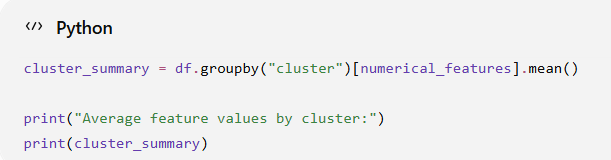 </> Python
cluster_summary = df.groupby("cluster")[numerical_features].mean()
print("Average feature values by cluster:")
print(cluster_summary)